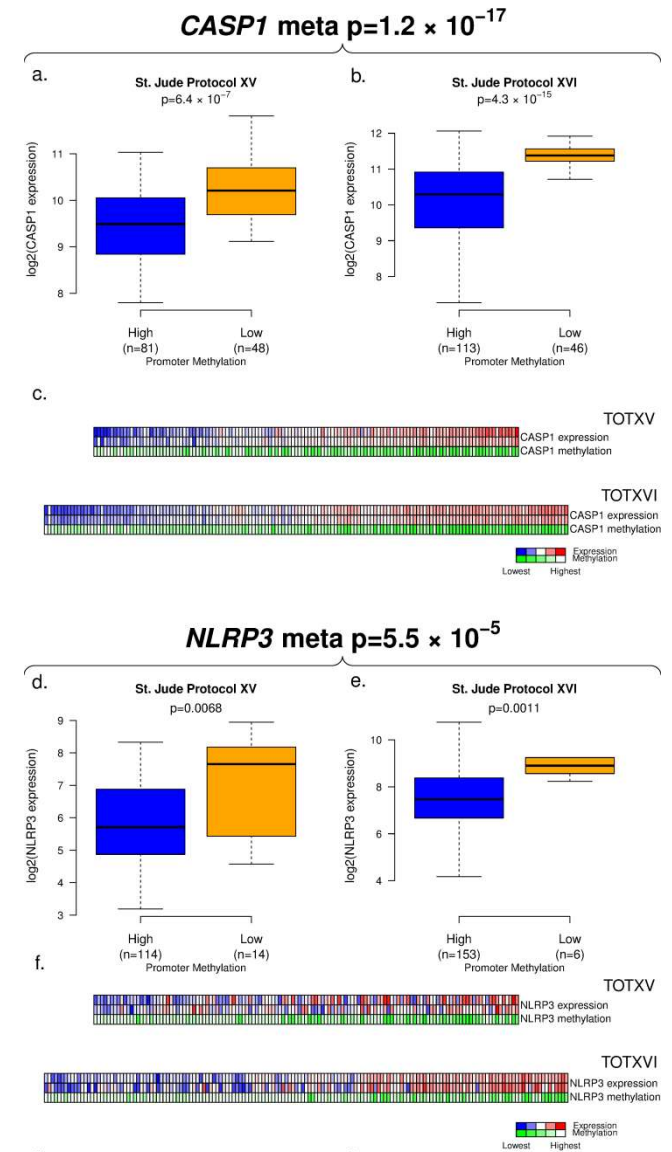 CASP1 meta p=1.2 × 10⁻¹⁷
a.
St. Jude Protocol XV
p=6.4 × 10⁻⁷
log2(CASP1 expression)
11
10
9
8
High
(n=81)
Low
(n=48)
Promoter Methylation
b.
St. Jude Protocol XVI
p=4.3 × 10⁻¹⁵
log2(CASP1 expression)
12
11
10
9
8
High
(n=113)
Low
(n=46)
Promoter Methylation
c.
TOTXV
CASP1 expression
CASP1 methylation
TOTXVI
CASP1 expression
CASP1 methylation
Expression
Methylation
Lowest Highest
NLRP3 meta p=5.5 × 10⁻⁵
d.
St. Jude Protocol XV
p=0.0068
log2(NLRP3 expression)
9
8
7
6
5
4
3
High
(n=114)
Low
(n=14)
Promoter Methylation
e.
St. Jude Protocol XVI
p=0.0011
log2(NLRP3 expression)
10
8
6
4
High
(n=153)
Low
(n=6)
Promoter Methylation
f.
TOTXV
NLRP3 expression
NLRP3 methylation
TOTXVI
NLRP3 expression
NLRP3 methylation
Expression
Methylation
Lowest Highest